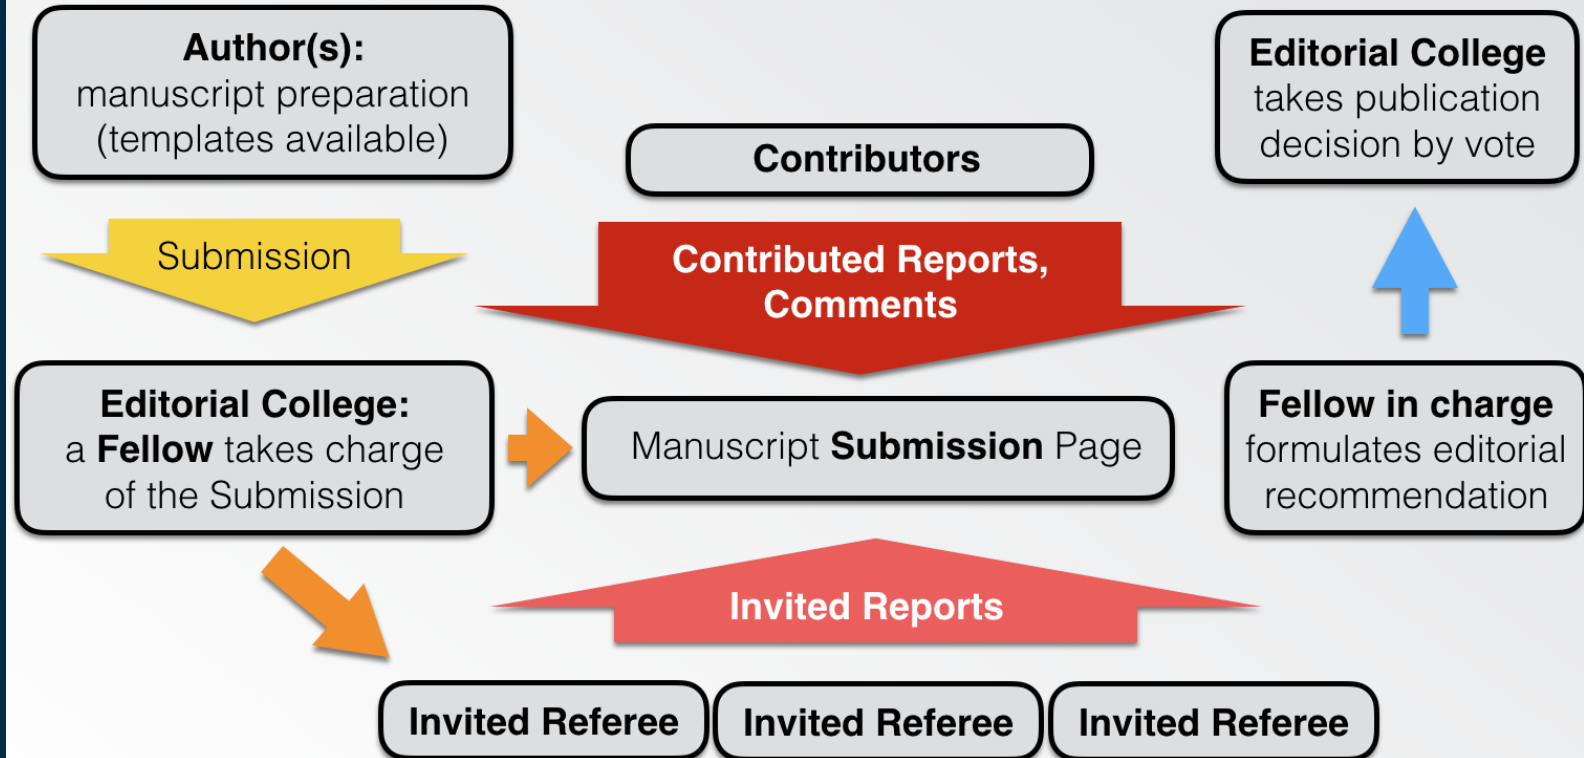 Author(s):
manuscript preparation
(templates available)
Submission
Editorial College:
a Fellow takes charge
of the Submission
Contributors
Contributed Reports,
Comments
Manuscript Submission Page
Invited Reports
Invited Referee
Invited Referee
Invited Referee
Editorial College
takes publication
decision by vote
Fellow in charge
formulates editorial
recommendation